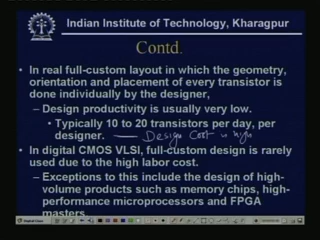 Indian Institute of Technology, Kharagpur
Contd.
• In real full-custom layout in which the geometry,
orientation and placement of every transistor is
done individually by the designer,
– Design productivity is usually very low.
• Typically 10 to 20 transistors per day, per
designer. — Design Cost is high
• In digital CMOS VLSI, full-custom design is rarely
used due to the high labor cost.
– Exceptions to this include the design of high-
volume products such as memory chips, high-
performance microprocessors and FPGA
masters.